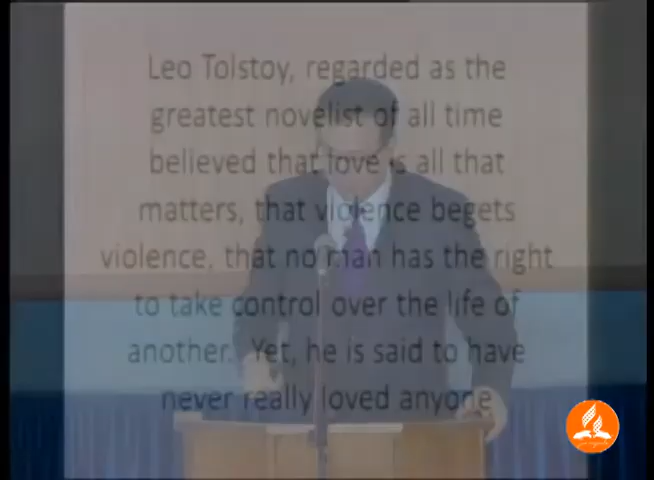 Leo Tolstoy, regarded as the
greatest novelist of all time
believed that love is all that
matters, that violence begets
violence, that no man has the right
to take control over the life of
another. Yet, he is said to have
never really loved anyone